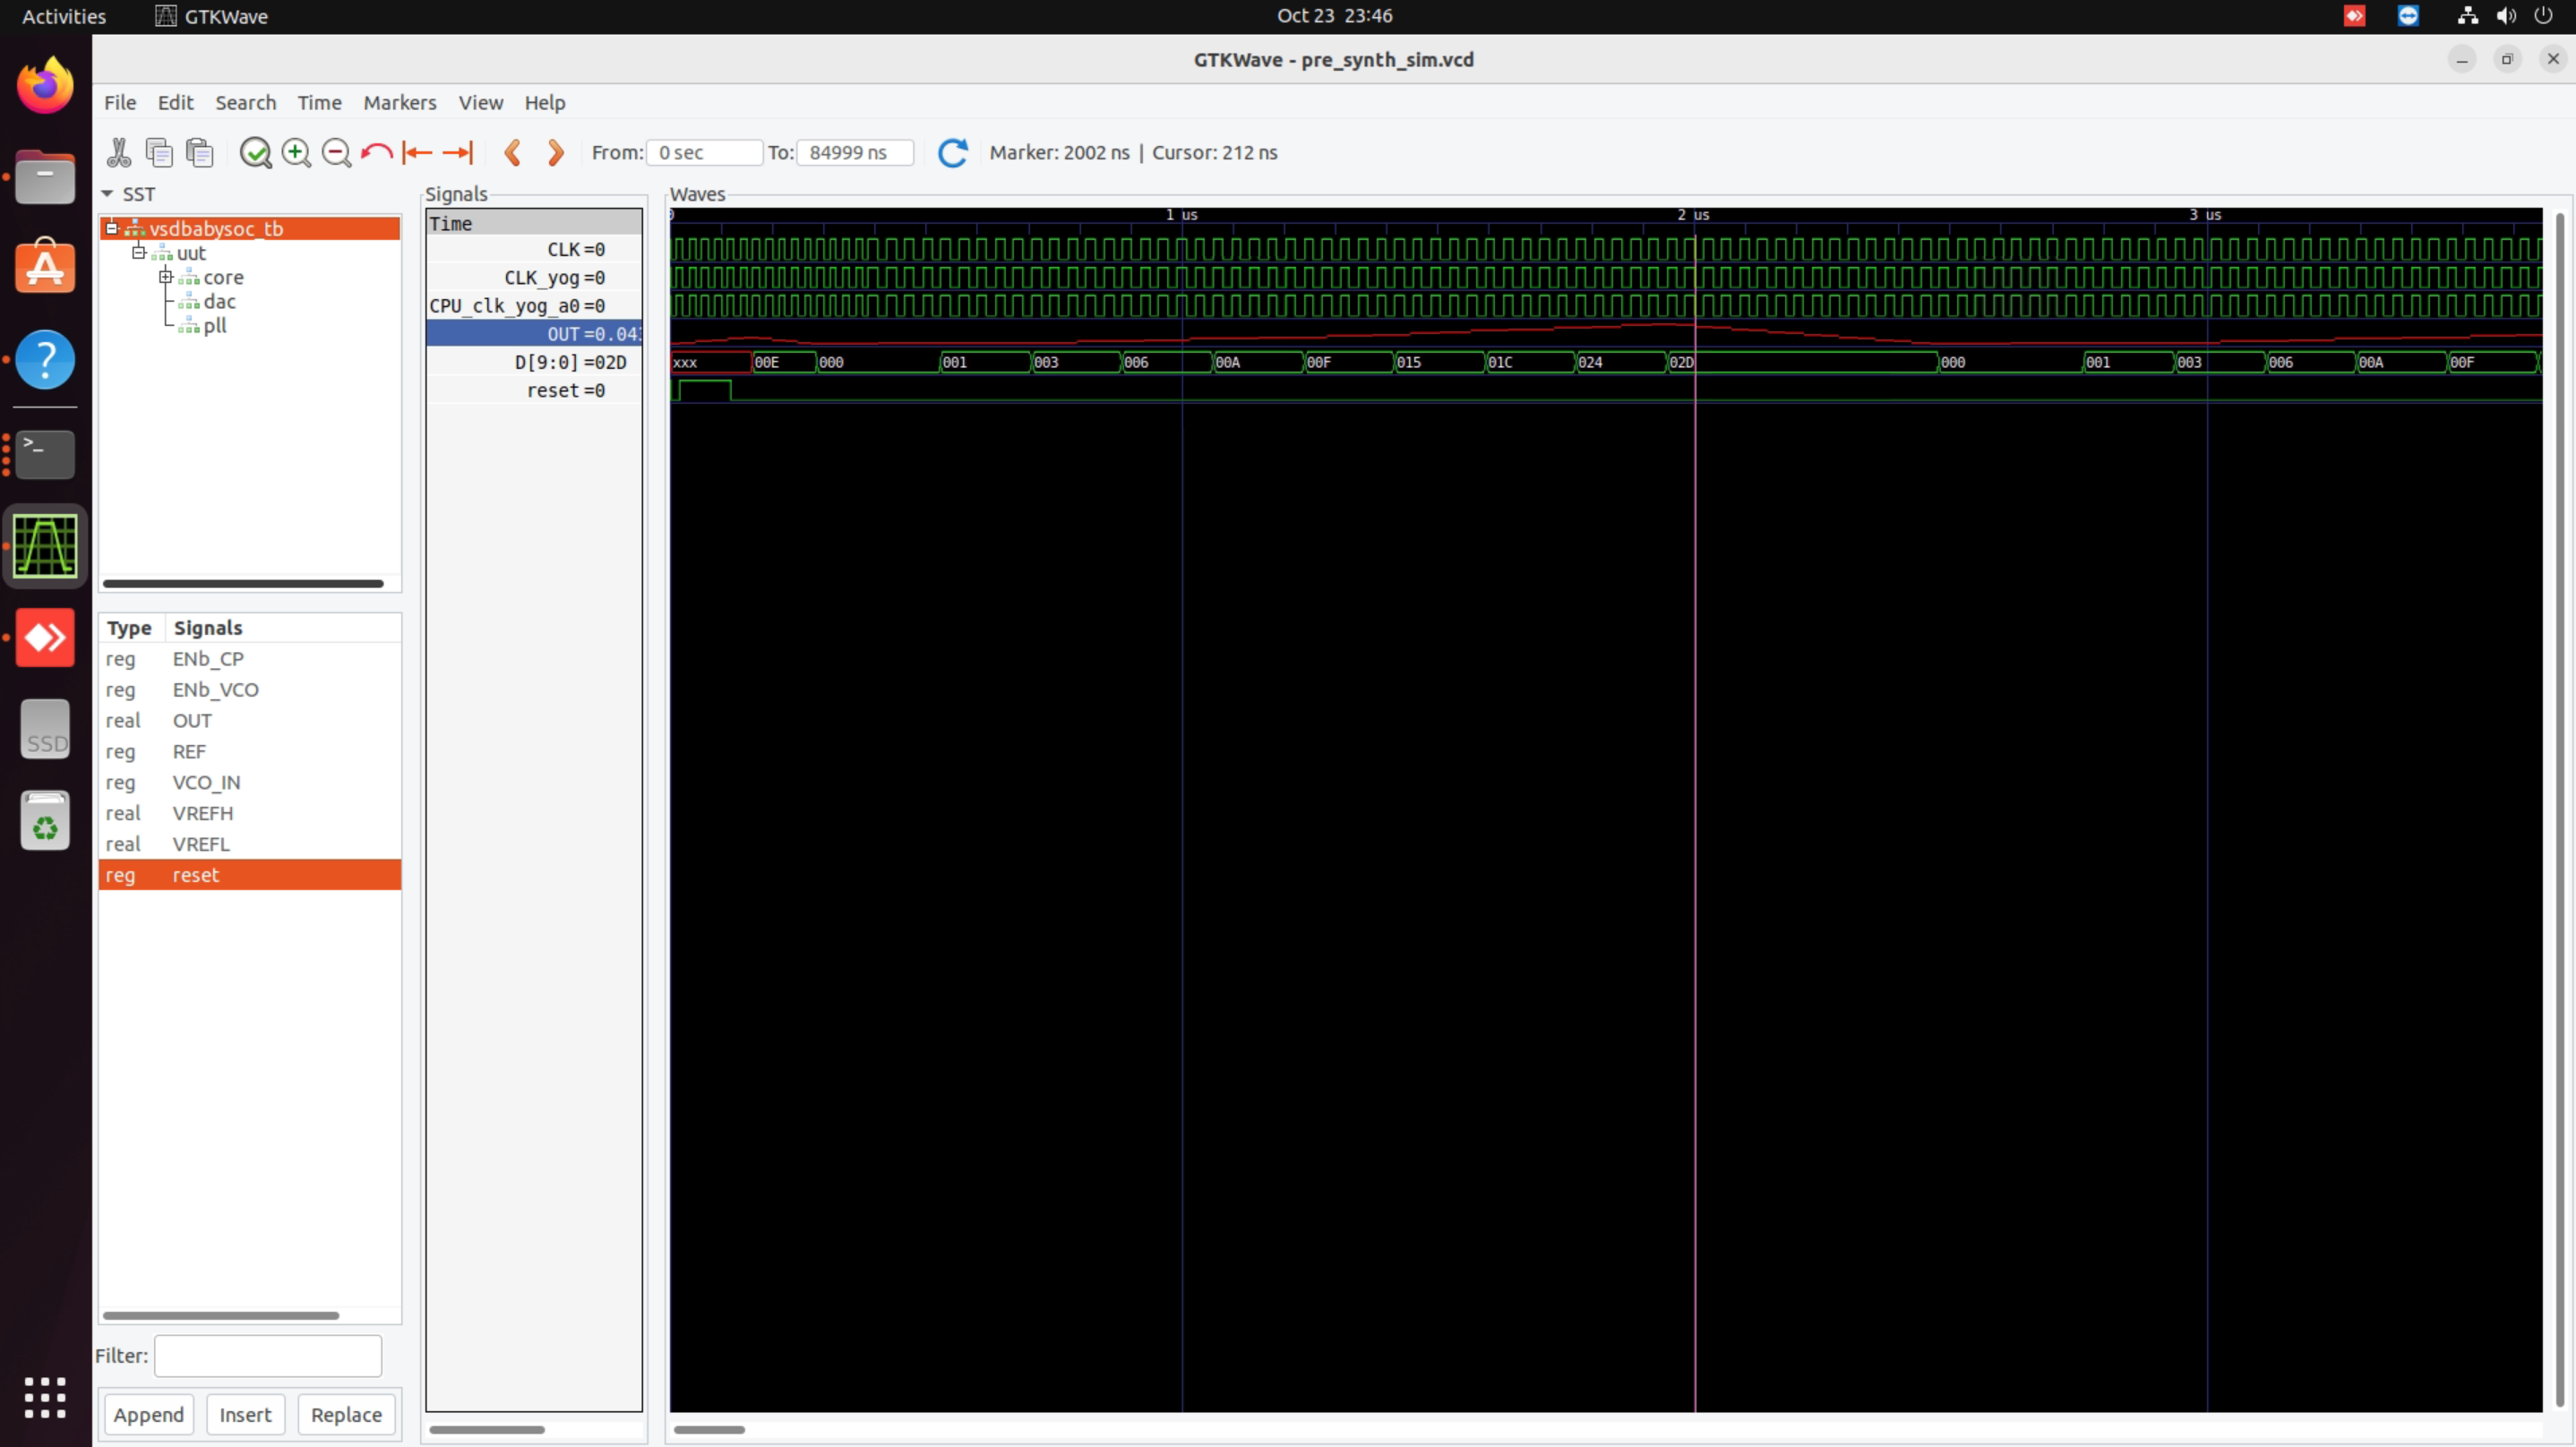 Activities GTKWave Oct 23 23:46
GTKWave - pre_synth_sim.vcd
File Edit Search Time Markers View Help
From: 0 sec To: 84999 ns Marker: 2002 ns | Cursor: 212 ns
SST
vsdbabysoc_tb
uut
core
dac
pll
SSD
Type Signals
reg ENb_CP
reg ENb_VCO
real OUT
reg REF
reg VCO_IN
real VREFH
real VREFL
reg reset
Filter:
Append Insert Replace
Signals
Time
CLK=0
CLK_yog=0
CPU_clk_yog_a0=0
OUT=0.04
D[9:0]=02D
reset=0
Waves
0 1 us 2 us 3 us
xxx 00E 000 001 003 006 00A 00F 015 01C 024 02D 000 001 003 006 00A 00F